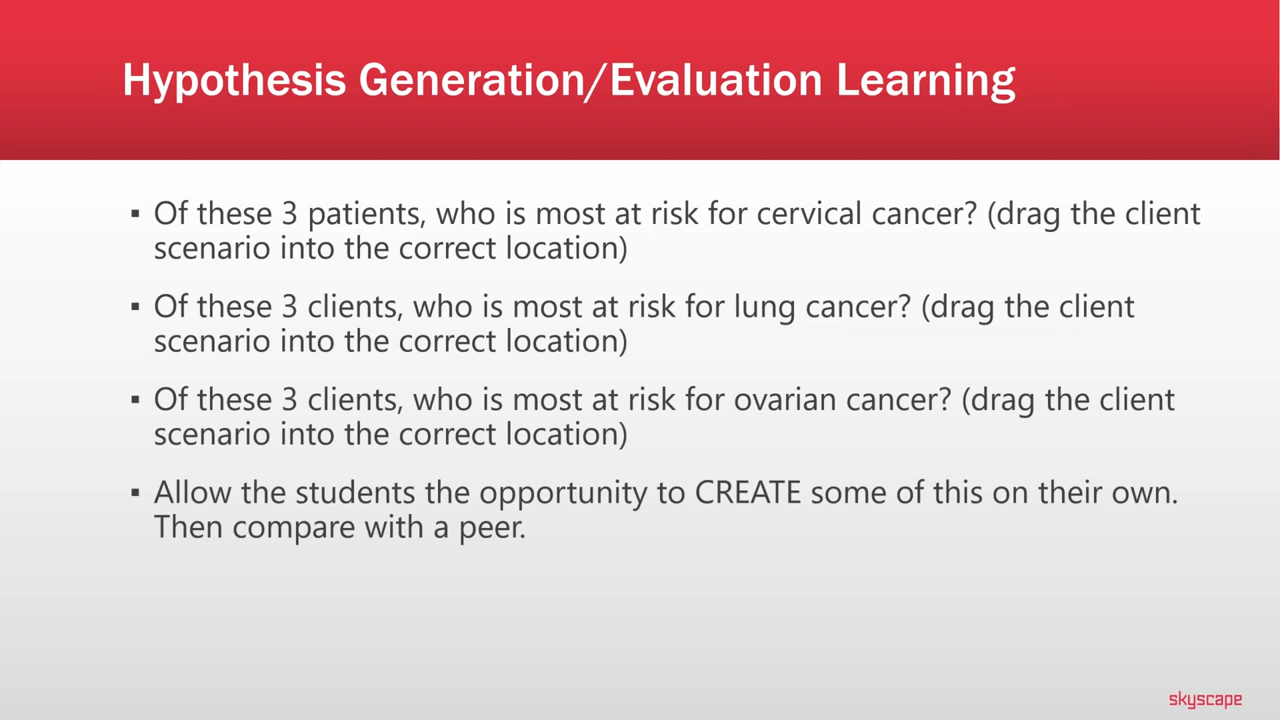 Hypothesis Generation/Evaluation Learning
▪ Of these 3 patients, who is most at risk for cervical cancer? (drag the client
scenario into the correct location)
▪ Of these 3 clients, who is most at risk for lung cancer? (drag the client
scenario into the correct location)
▪ Of these 3 clients, who is most at risk for ovarian cancer? (drag the client
scenario into the correct location)
▪ Allow the students the opportunity to CREATE some of this on their own.
Then compare with a peer.
skyscape